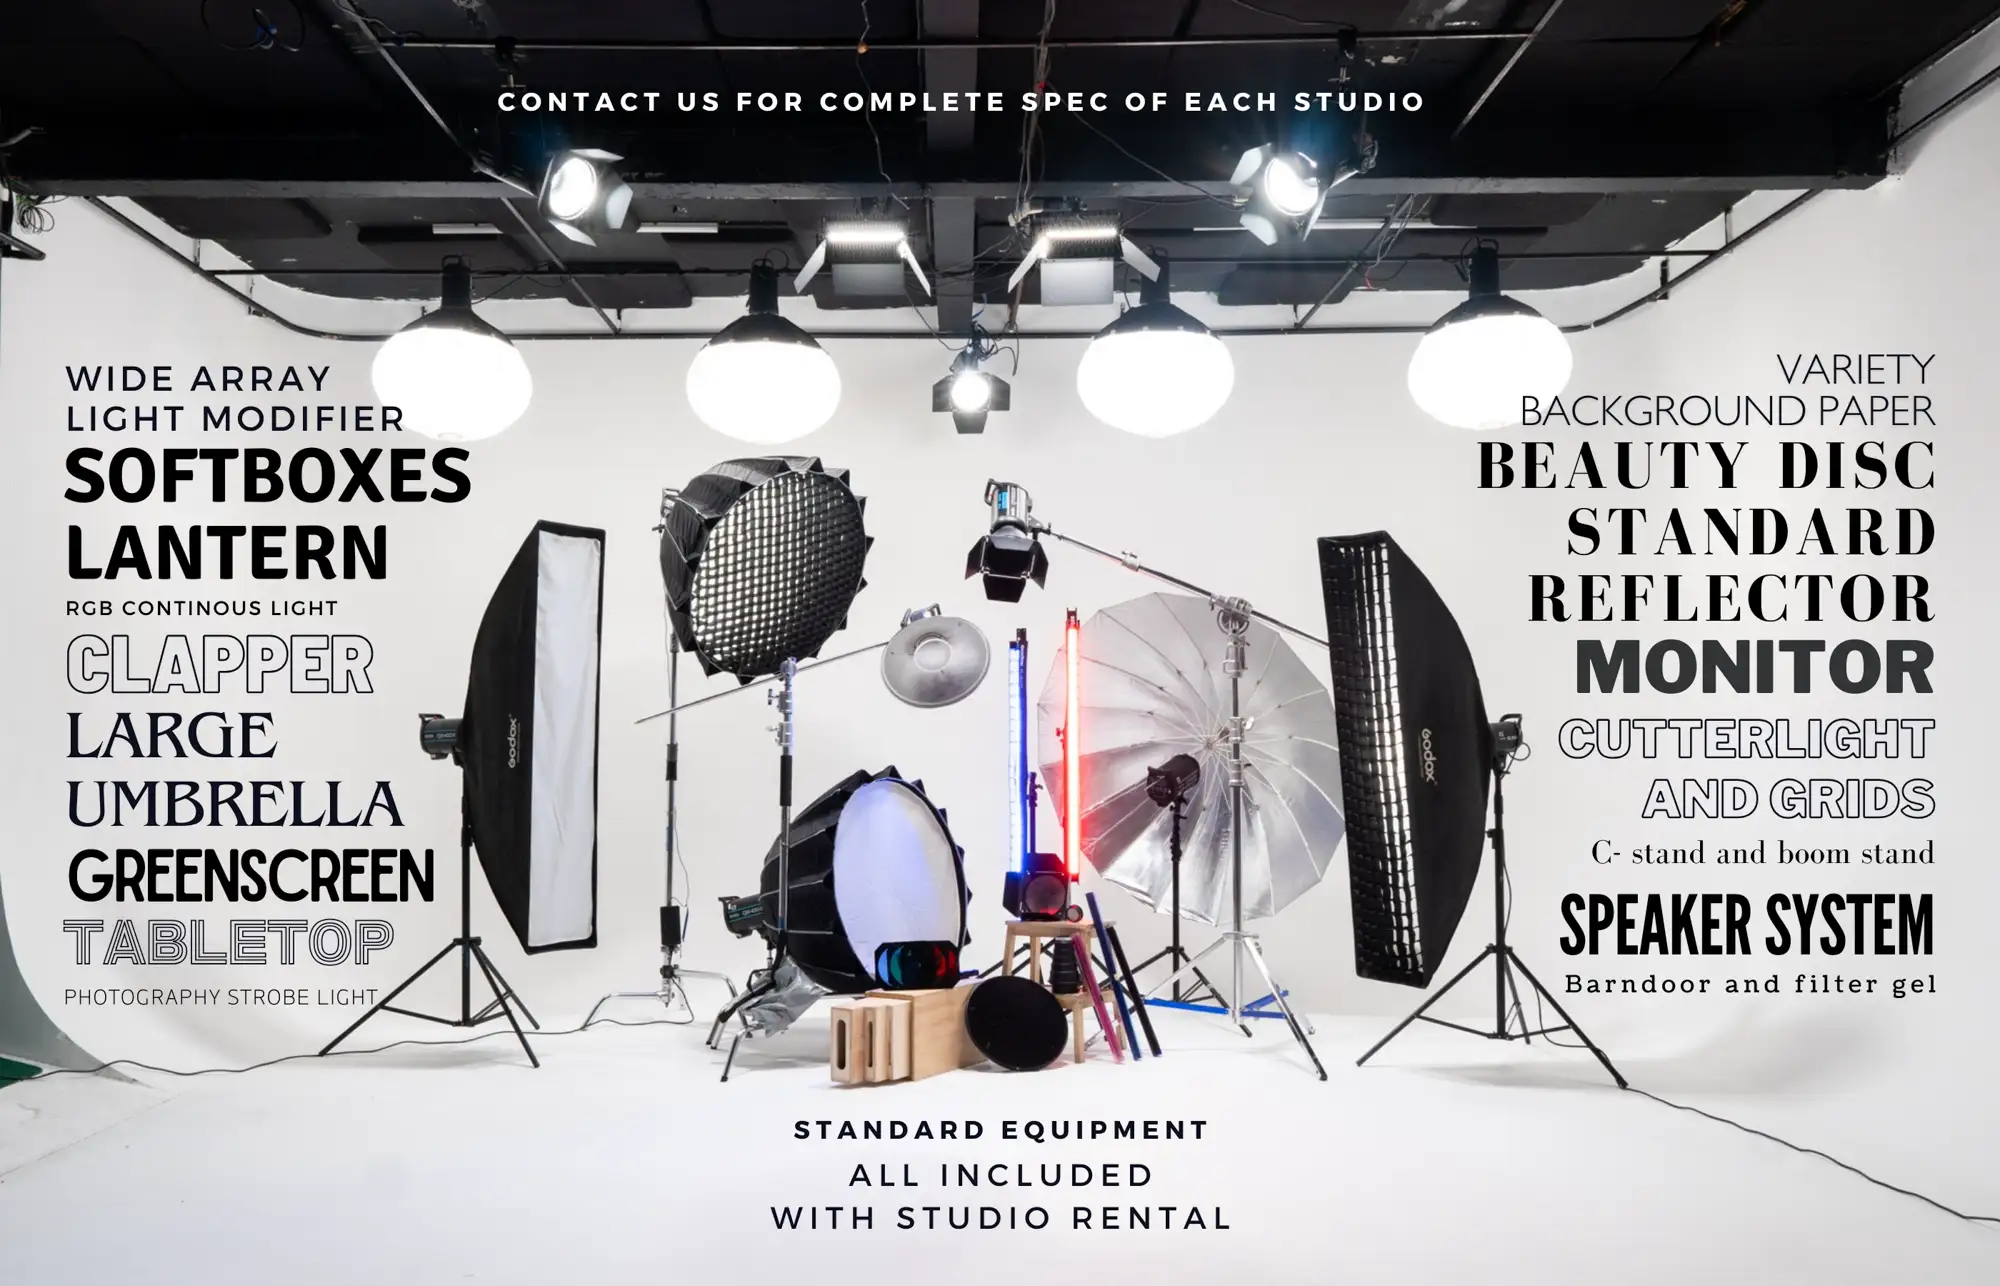 CONTACT US FOR COMPLETE SPEC OF EACH STUDIO
WIDE ARRAY
LIGHT MODIFIER
SOFTBOXES
LANTERN
RGB CONTINOUS LIGHT
CLAPPER
LARGE
UMBRELLA
GREENSCREEN
TABLETOP
PHOTOGRAPHY STROBE LIGHT
VARIETY
BACKGROUND PAPER
BEAUTY DISC
STANDARD
REFLECTOR
MONITOR
CUTTERLIGHT
AND GRIDS
C- stand and boom stand
SPEAKER SYSTEM
Barndoor and filter gel
Godox
Godox
STANDARD EQUIPMENT
ALL INCLUDED
WITH STUDIO RENTAL